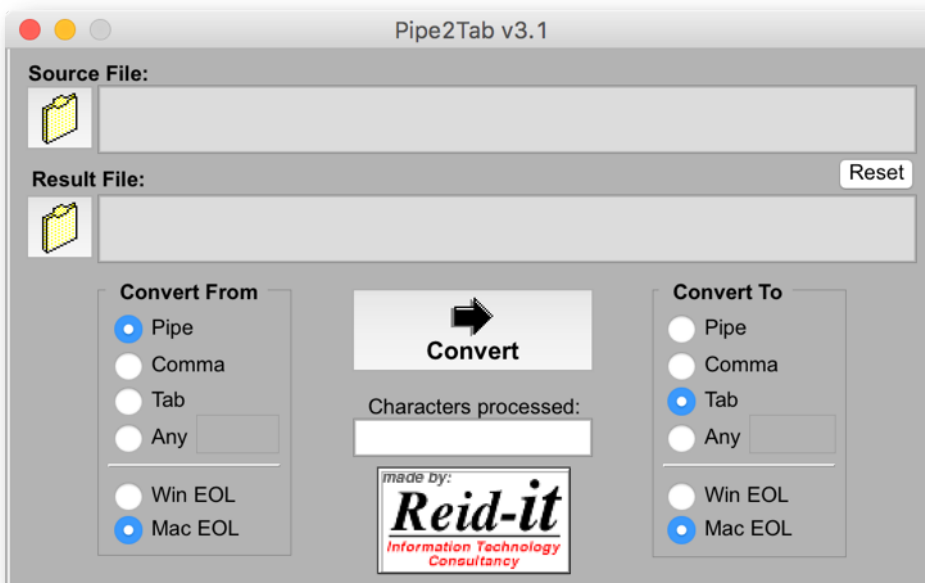 Pipe2Tab v3.1
Source File:
Reset
Result File:
Convert From
Pipe
Comma
Tab
Any
Win EOL
Mac EOL
Convert
Characters processed:
made by:
Reid-it
Information Technology
Consultancy
Convert To
Pipe
Comma
Tab
Any
Win EOL
Mac EOL